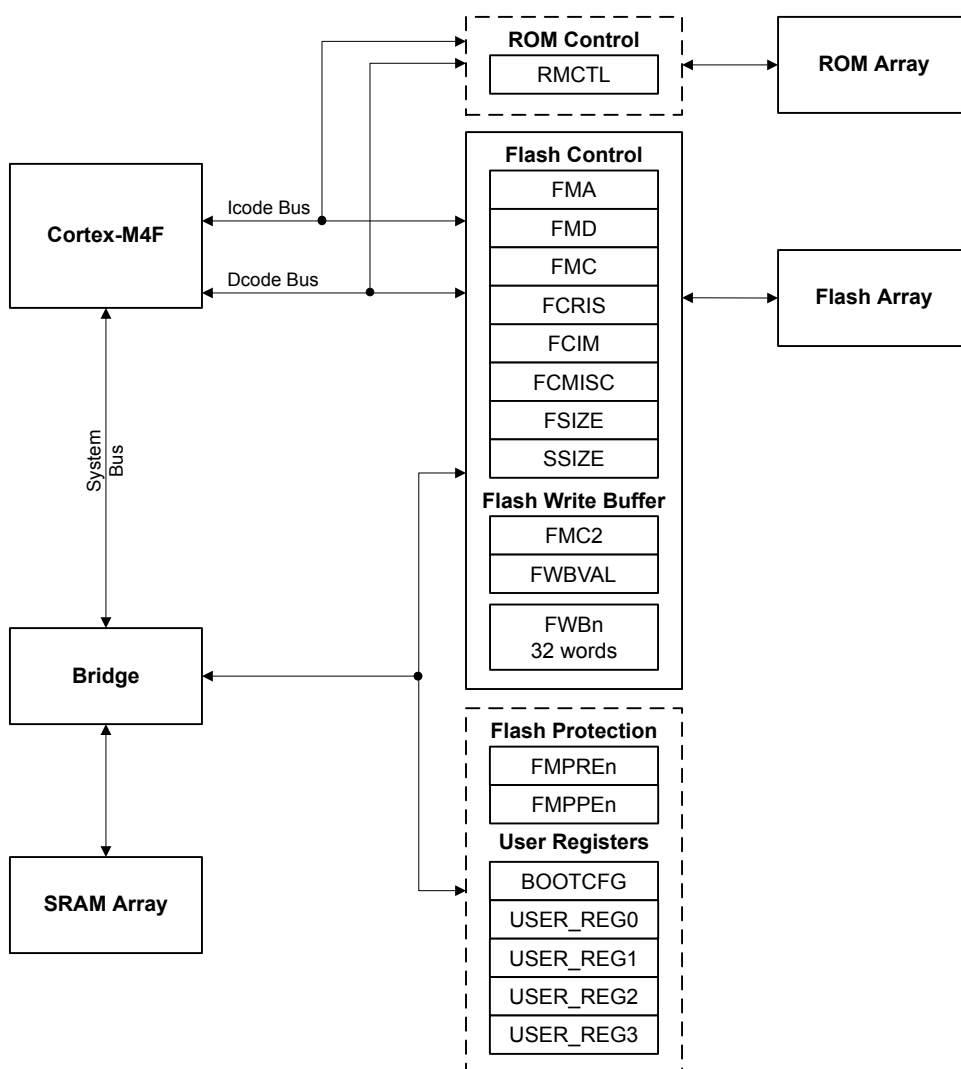 ROM Control
RMCTL
ROM Array
Flash Control
FMA
FMD
FMC
FCRIS
FCIM
FCMISC
FSIZE
SSIZE
Flash Write Buffer
FMC2
FWBVAL
FWBn
32 words
Cortex-M4F
Icode Bus
Dcode Bus
Flash Array
System
Bus
Bridge
SRAM Array
Flash Protection
FMPREn
FMPPEn
User Registers
BOOTCFG
USER_REG0
USER_REG1
USER_REG2
USER_REG3